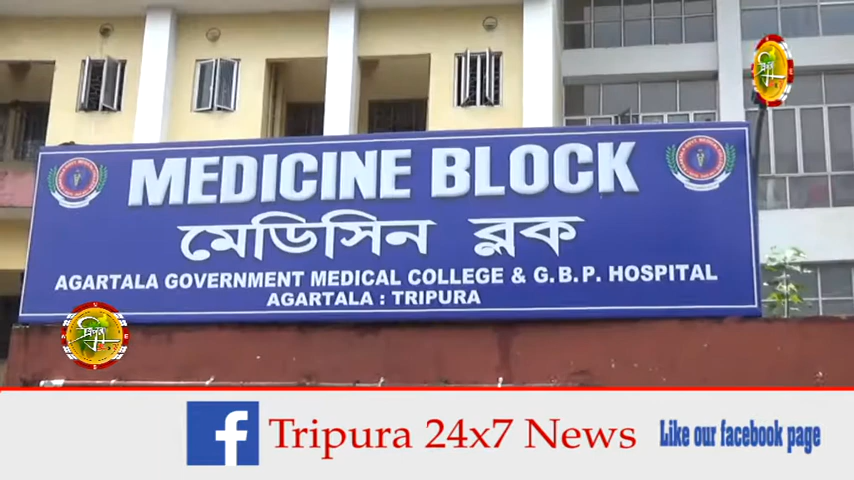 MEDICINE BLOCK
মেডিসিন ব্লক
AGARTALA GOVERNMENT MEDICAL COLLEGE & G.B.P. HOSPITAL
AGARTALA : TRIPURA
f Tripura 24x7 News Like our facebook page